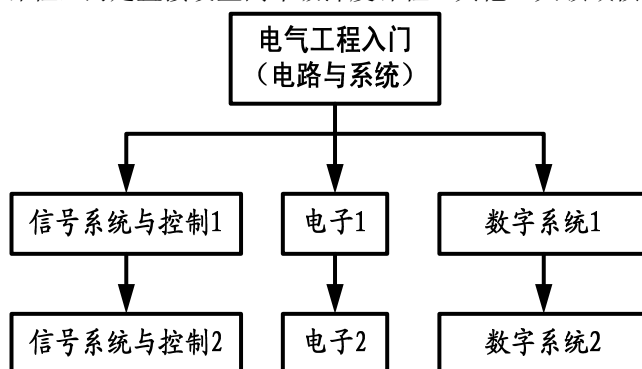 电气工程入门
（电路与系统）
信号系统与控制1
电子1
数字系统1
信号系统与控制2
电子2
数字系统2